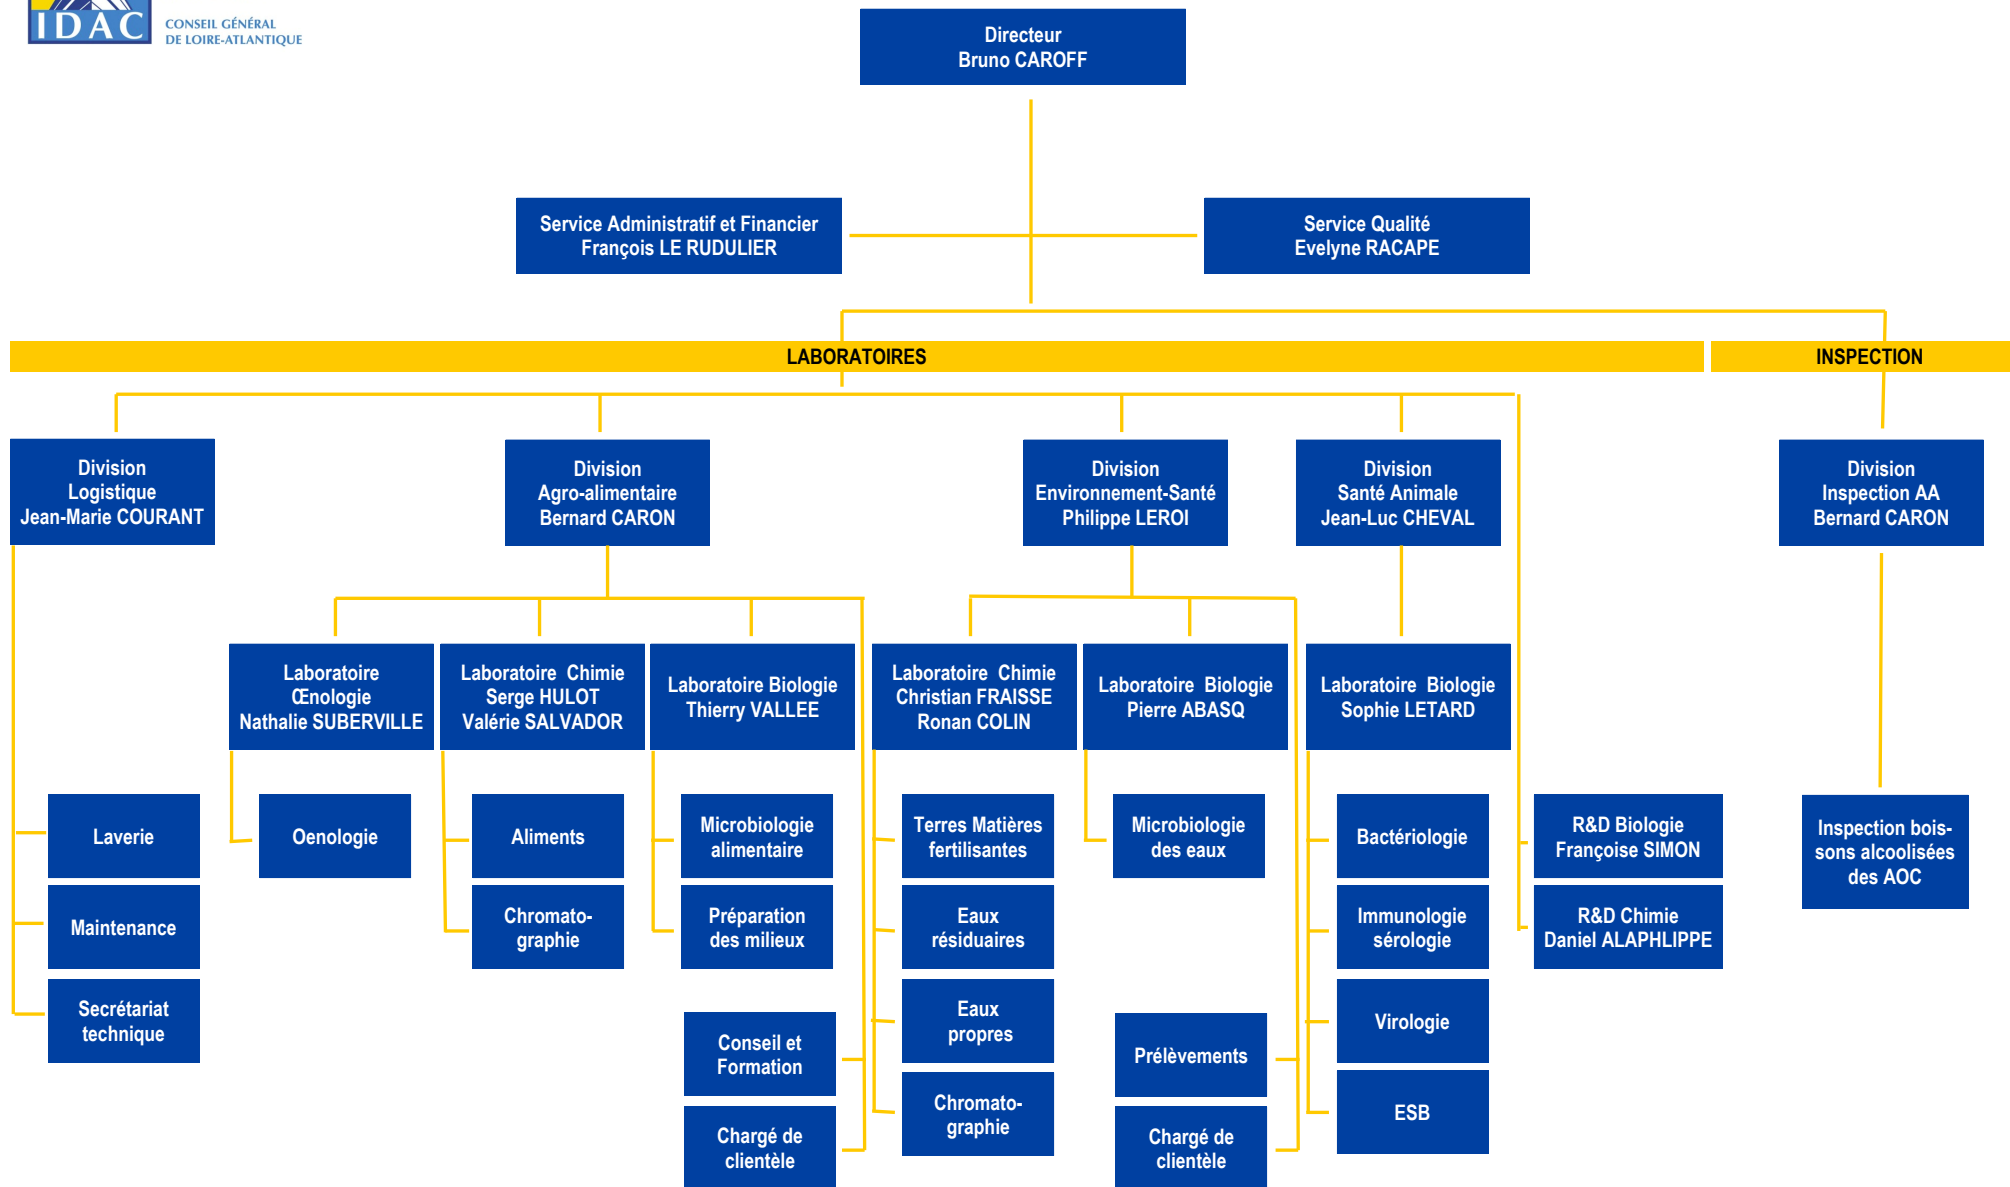 IDAC
CONSEIL GÉNÉRAL
DE LOIRE-ATLANTIQUE
Directeur
Bruno CAROFF
Service Administratif et Financier
François LE RUDULIER
Service Qualité
Evelyne RACAPE
LABORATOIRES
INSPECTION
Division
Logistique
Jean-Marie COURANT
Division
Agro-alimentaire
Bernard CARON
Division
Environnement-Santé
Philippe LEROI
Division
Santé Animale
Jean-Luc CHEVAL
Division
Inspection AA
Bernard CARON
Laboratoire
Œnologie
Nathalie SUBERVILLE
Laboratoire Chimie
Serge HULOT
Valérie SALVADOR
Laboratoire Biologie
Thierry VALLEE
Laboratoire Chimie
Christian FRAISSE
Ronan COLIN
Laboratoire Biologie
Pierre ABASQ
Laboratoire Biologie
Sophie LETARD
Laverie
Oenologie
Aliments
Microbiologie
alimentaire
Terres Matières
fertilisantes
Microbiologie
des eaux
Bactériologie
R&D Biologie
Françoise SIMON
Inspection bois-
sons alcoolisées
des AOC
Maintenance
Chromato-
graphie
Préparation
des milieux
Eaux
résiduaires
Immunologie
sérologie
R&D Chimie
Daniel ALAPHLIPPE
Secrétariat
technique
Conseil et
Formation
Eaux
propres
Prélèvements
Virologie
Chargé de
clientèle
Chromato-
graphie
Chargé de
clientèle
ESB